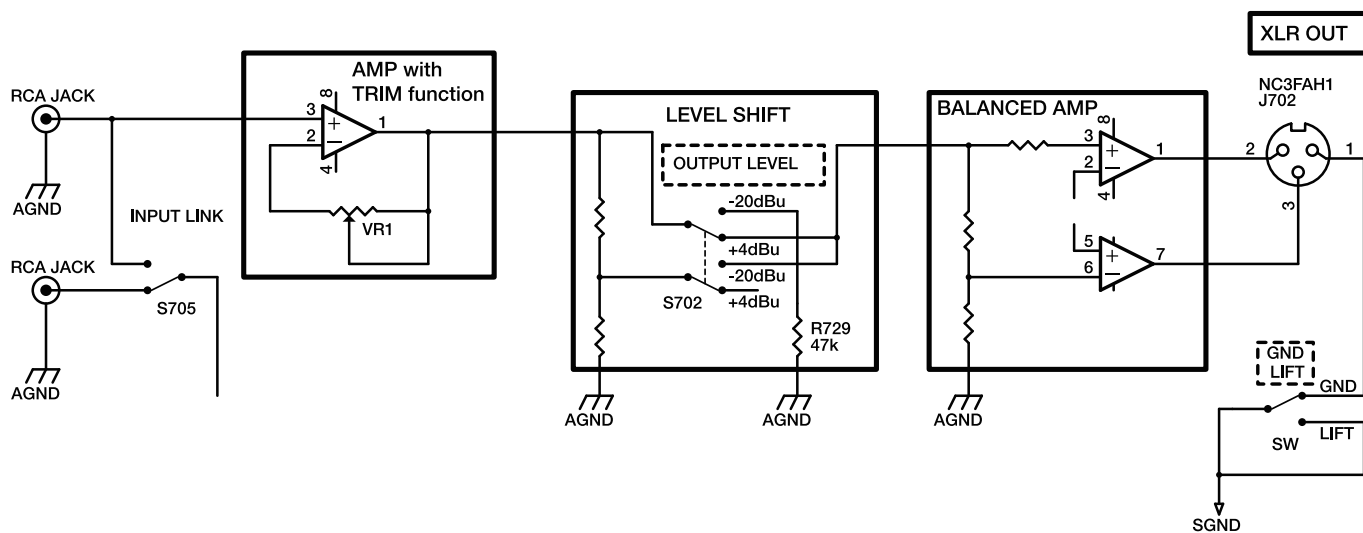 XLR OUT
AMP with
TRIM function
RCA JACK
8
3
+
2
−
1
4
VR1
AGND
INPUT LINK
RCA JACK
S705
AGND
LEVEL SHIFT
OUTPUT LEVEL
-20dBu
+4dBu
-20dBu
+4dBu
S702
R729
47k
AGND
AGND
BALANCED AMP
8
3
+
2
−
1
4
5
+
6
−
7
AGND
NC3FAH1
J702
2
1
3
GND
LIFT
GND
LIFT
SW
SGND